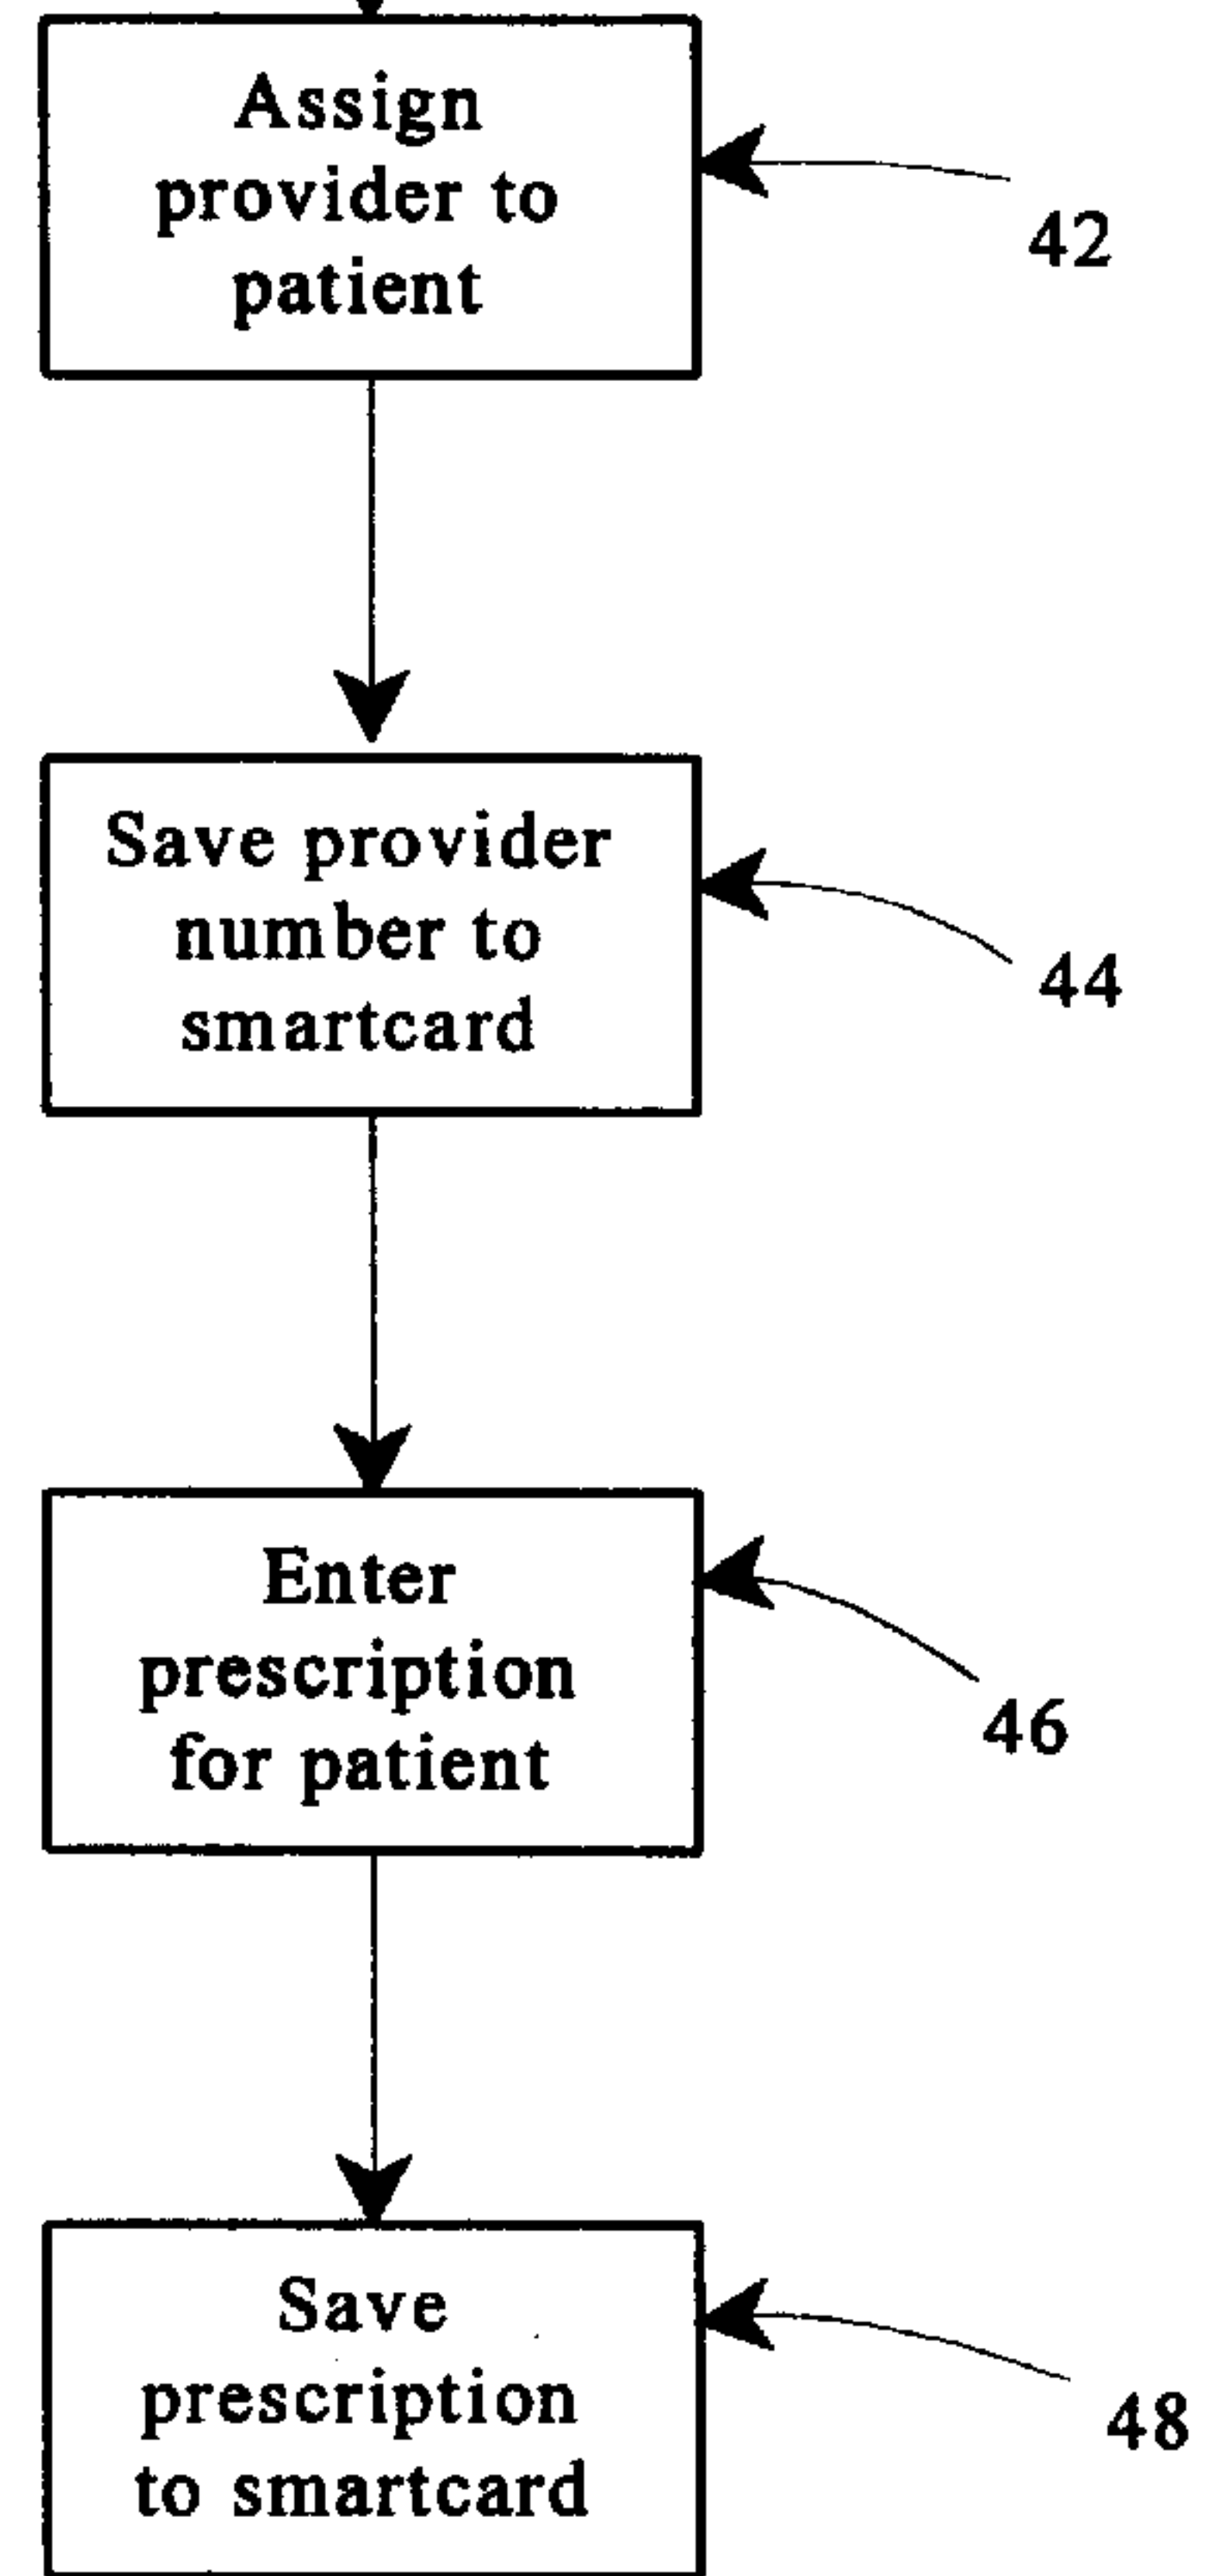 Assign
provider to
patient
42
Save provider
number to
smartcard
44
Enter
prescription
for patient
46
Save
prescription
to smartcard
48